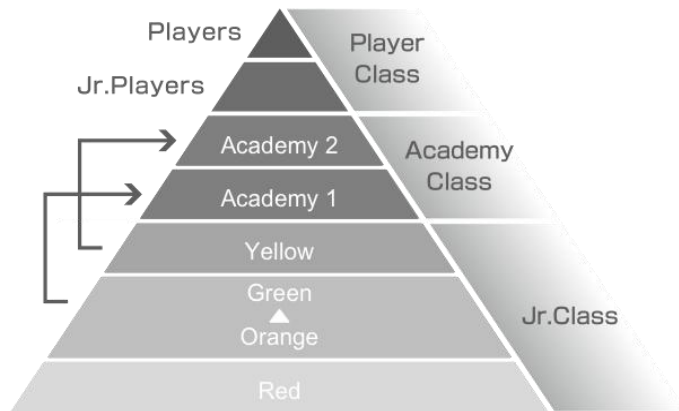 Players
Player
Class
Jr.Players
Academy 2
Academy
Class
Academy 1
Yellow
Green
Orange
Jr.Class
Red